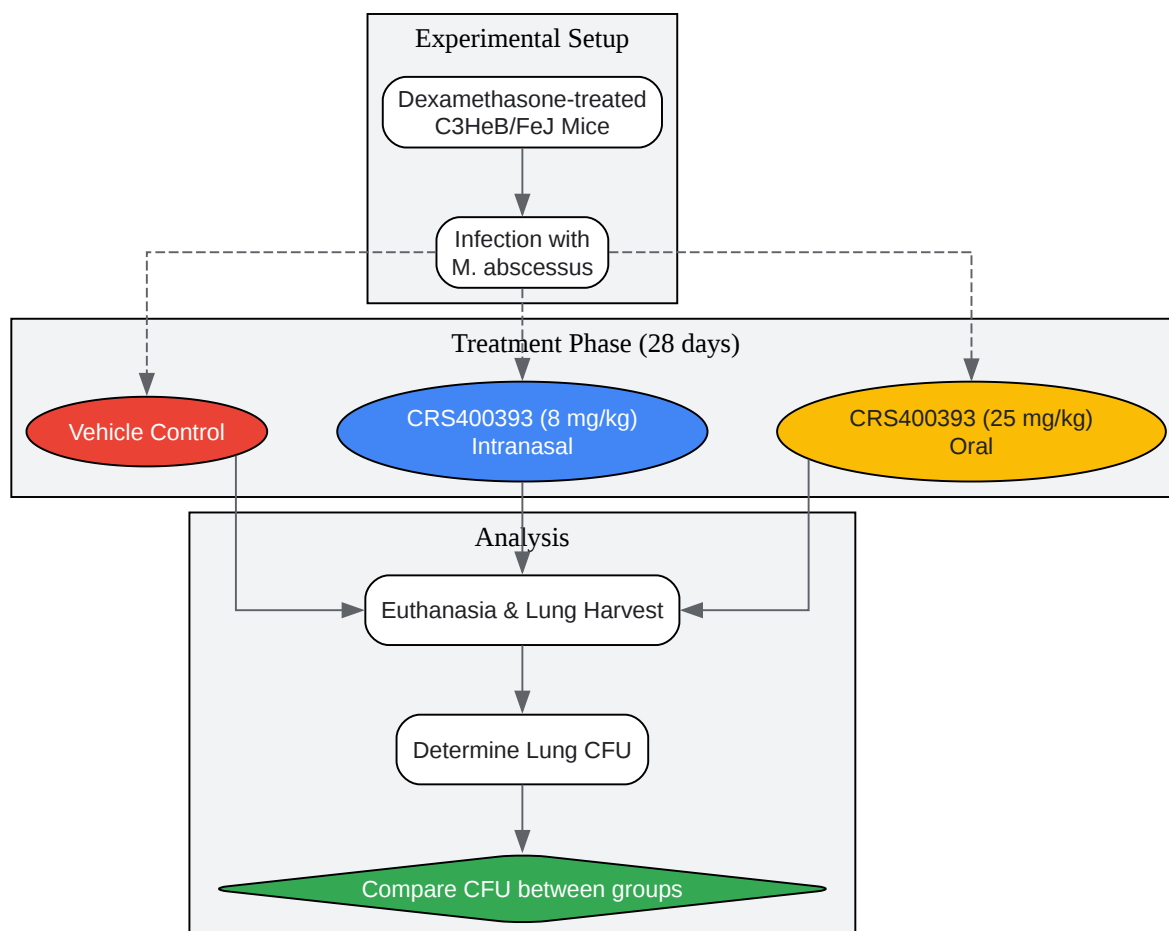 Experimental Setup
Dexamethasone-treated
C3HeB/FeJ Mice
Infection with
M. abscessus
Treatment Phase (28 days)
Vehicle Control
CRS400393 (8 mg/kg)
Intranasal
CRS400393 (25 mg/kg)
Oral
Analysis
Euthanasia & Lung Harvest
Determine Lung CFU
Compare CFU between groups